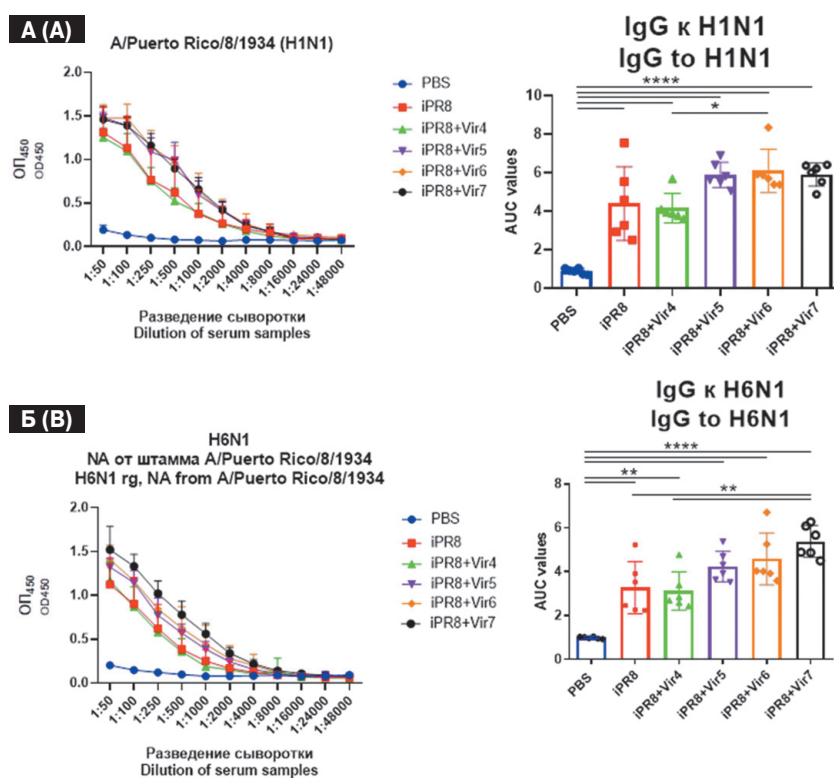 А (A)
A/Puerto Rico/8/1934 (H1N1)
2.0
1.5
1.0
0.5
0.0
ОП450
OD450
1:50
1:100
1:250
1:500
1:1000
1:2000
1:4000
1:8000
1:16000
1:24000
1:48000
Разведение сыворотки
Dilution of serum samples
PBS
iPR8
iPR8+Vir4
iPR8+Vir5
iPR8+Vir6
iPR8+Vir7
IgG к H1N1
IgG to H1N1
****
*
10
8
6
4
2
0
AUC values
PBS
iPR8
iPR8+Vir4
iPR8+Vir5
iPR8+Vir6
iPR8+Vir7
Б (B)
H6N1
NA от штамма A/Puerto Rico/8/1934
H6N1 rg, NA from A/Puerto Rico/8/1934
2.0
1.5
1.0
0.5
0.0
ОП450
OD450
1:50
1:100
1:250
1:500
1:1000
1:2000
1:4000
1:8000
1:16000
1:24000
1:48000
Разведение сыворотки
Dilution of serum samples
PBS
iPR8
iPR8+Vir4
iPR8+Vir5
iPR8+Vir6
iPR8+Vir7
IgG к H6N1
IgG to H6N1
****
**
**
8
6
4
2
0
AUC values
PBS
iPR8
iPR8+Vir4
iPR8+Vir5
iPR8+Vir6
iPR8+Vir7